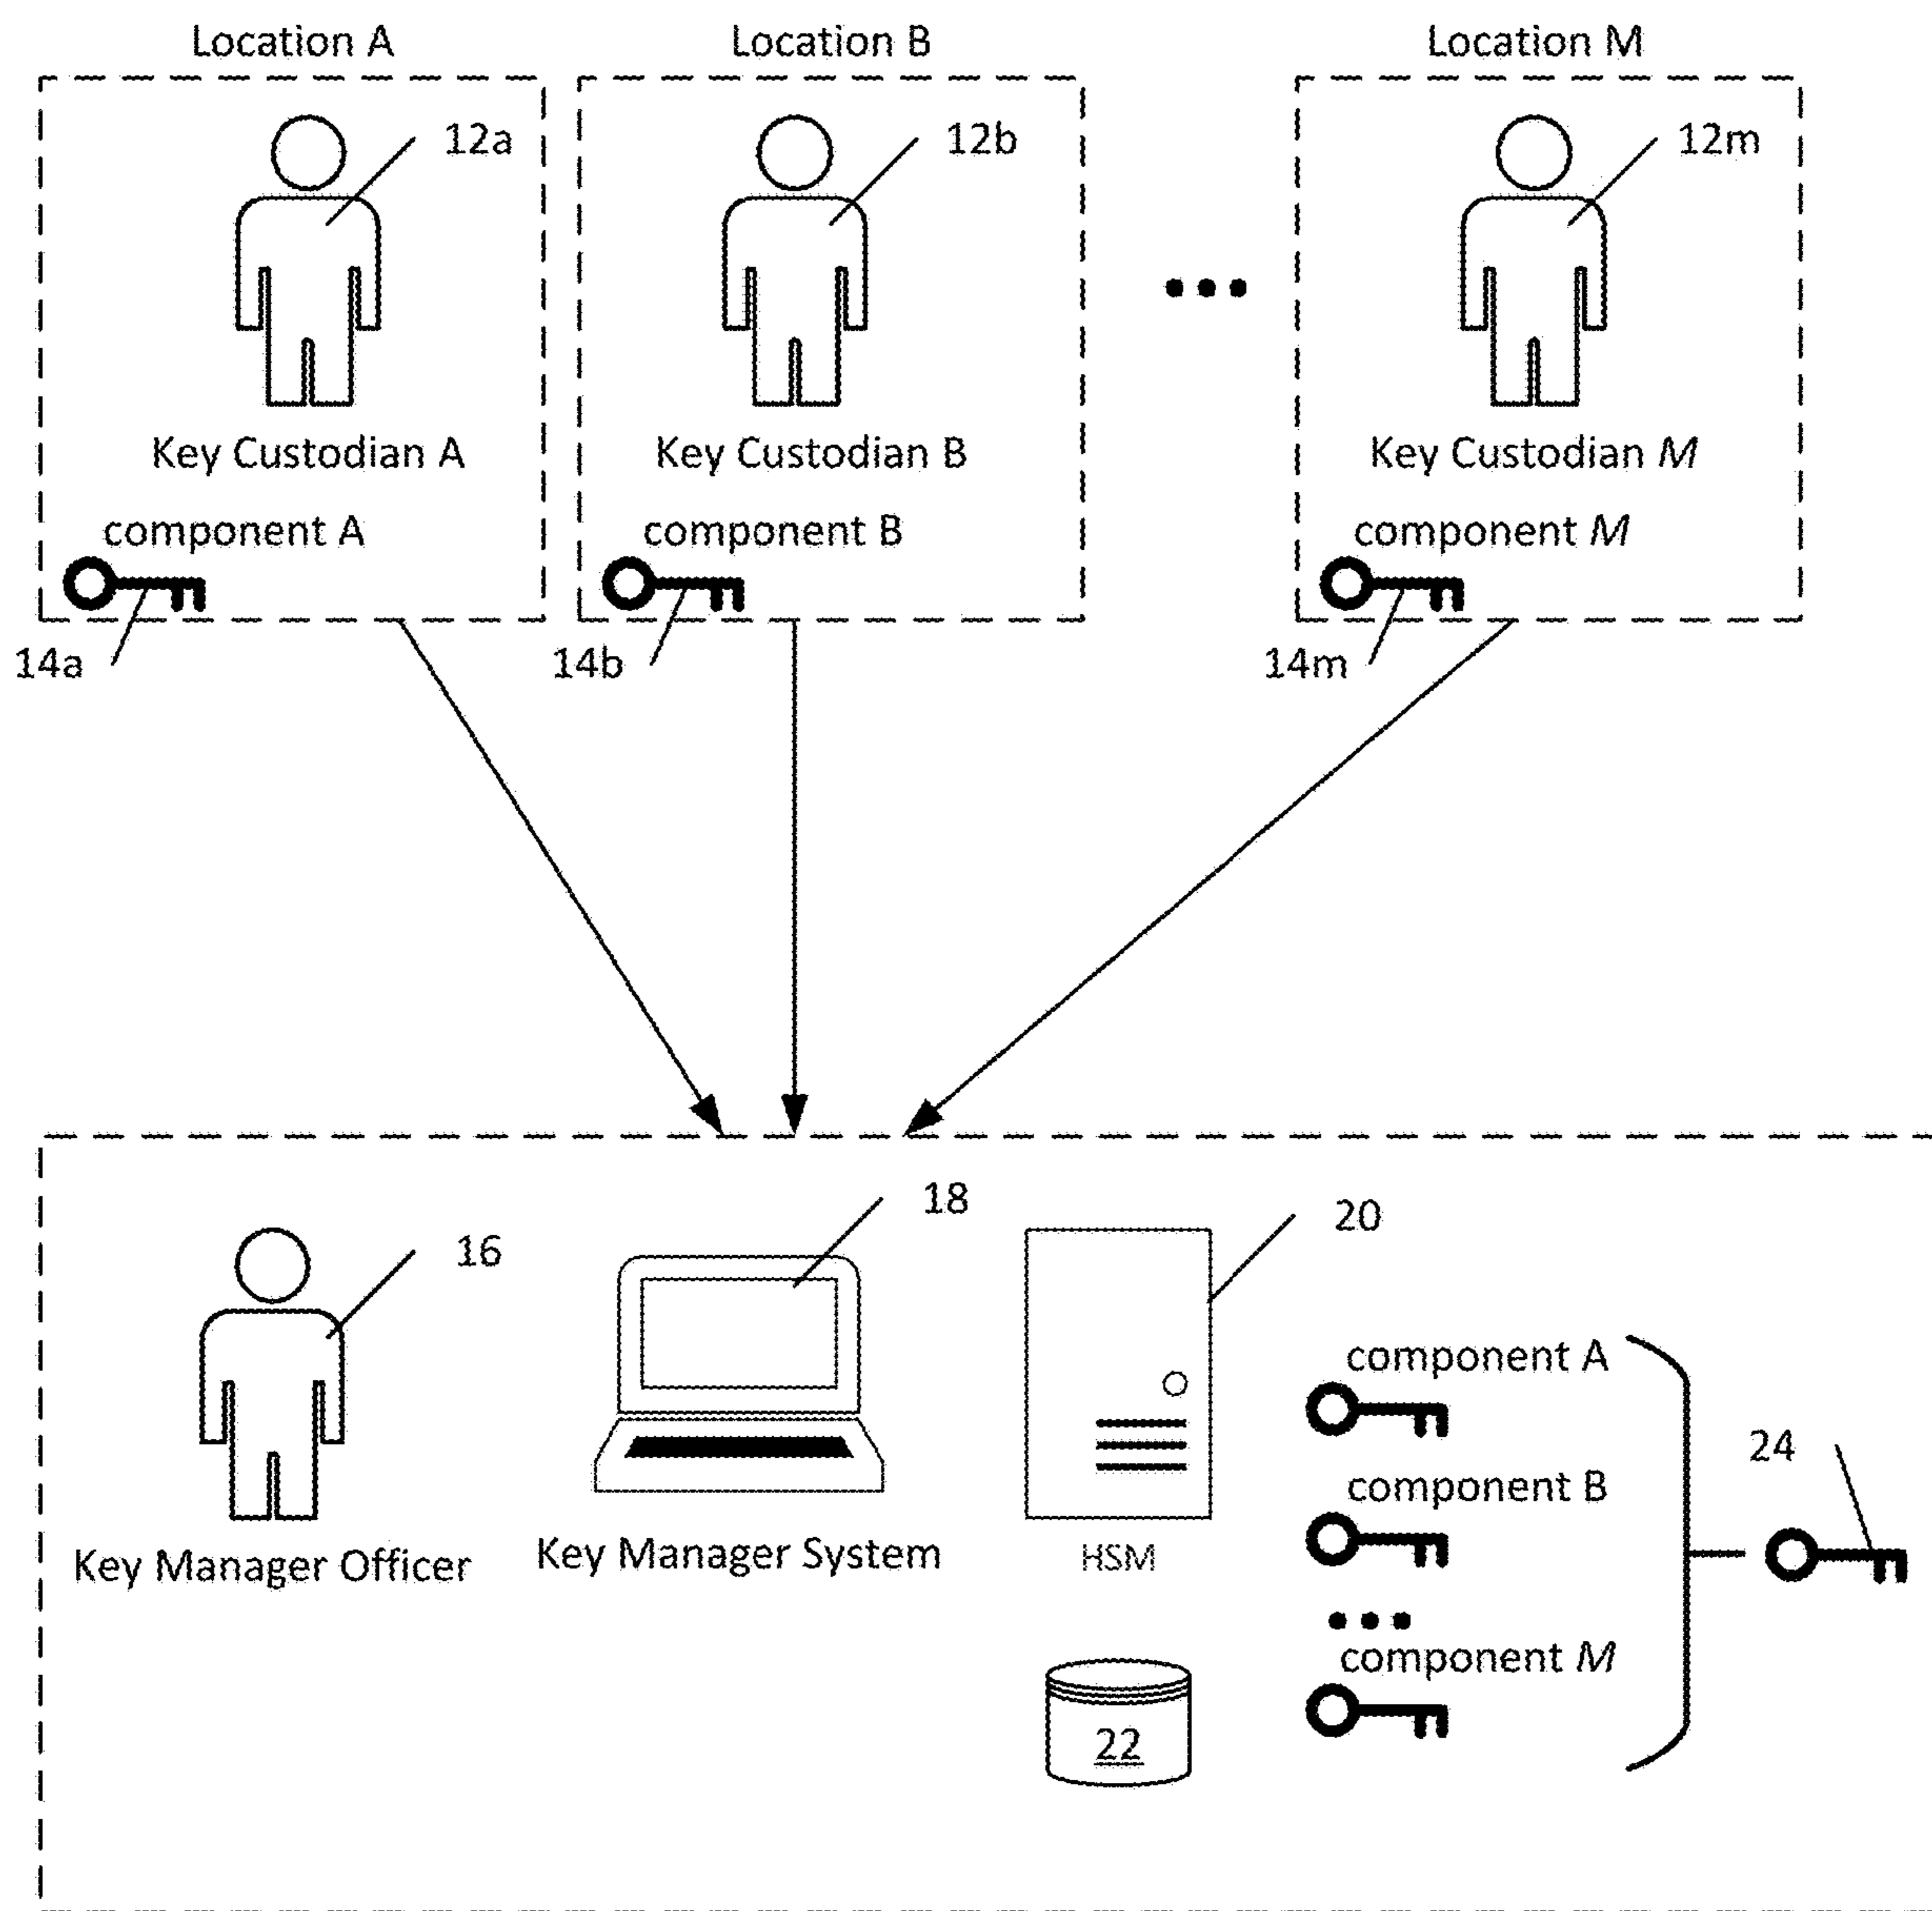 Location A
Location B
Location M
12a
12b
12m
Key Custodian A
Key Custodian B
Key Custodian M
component A
component B
component M
14a
14b
14m
16
18
20
component A
component B
24
component M
Key Manager Officer
Key Manager System
HSM
22